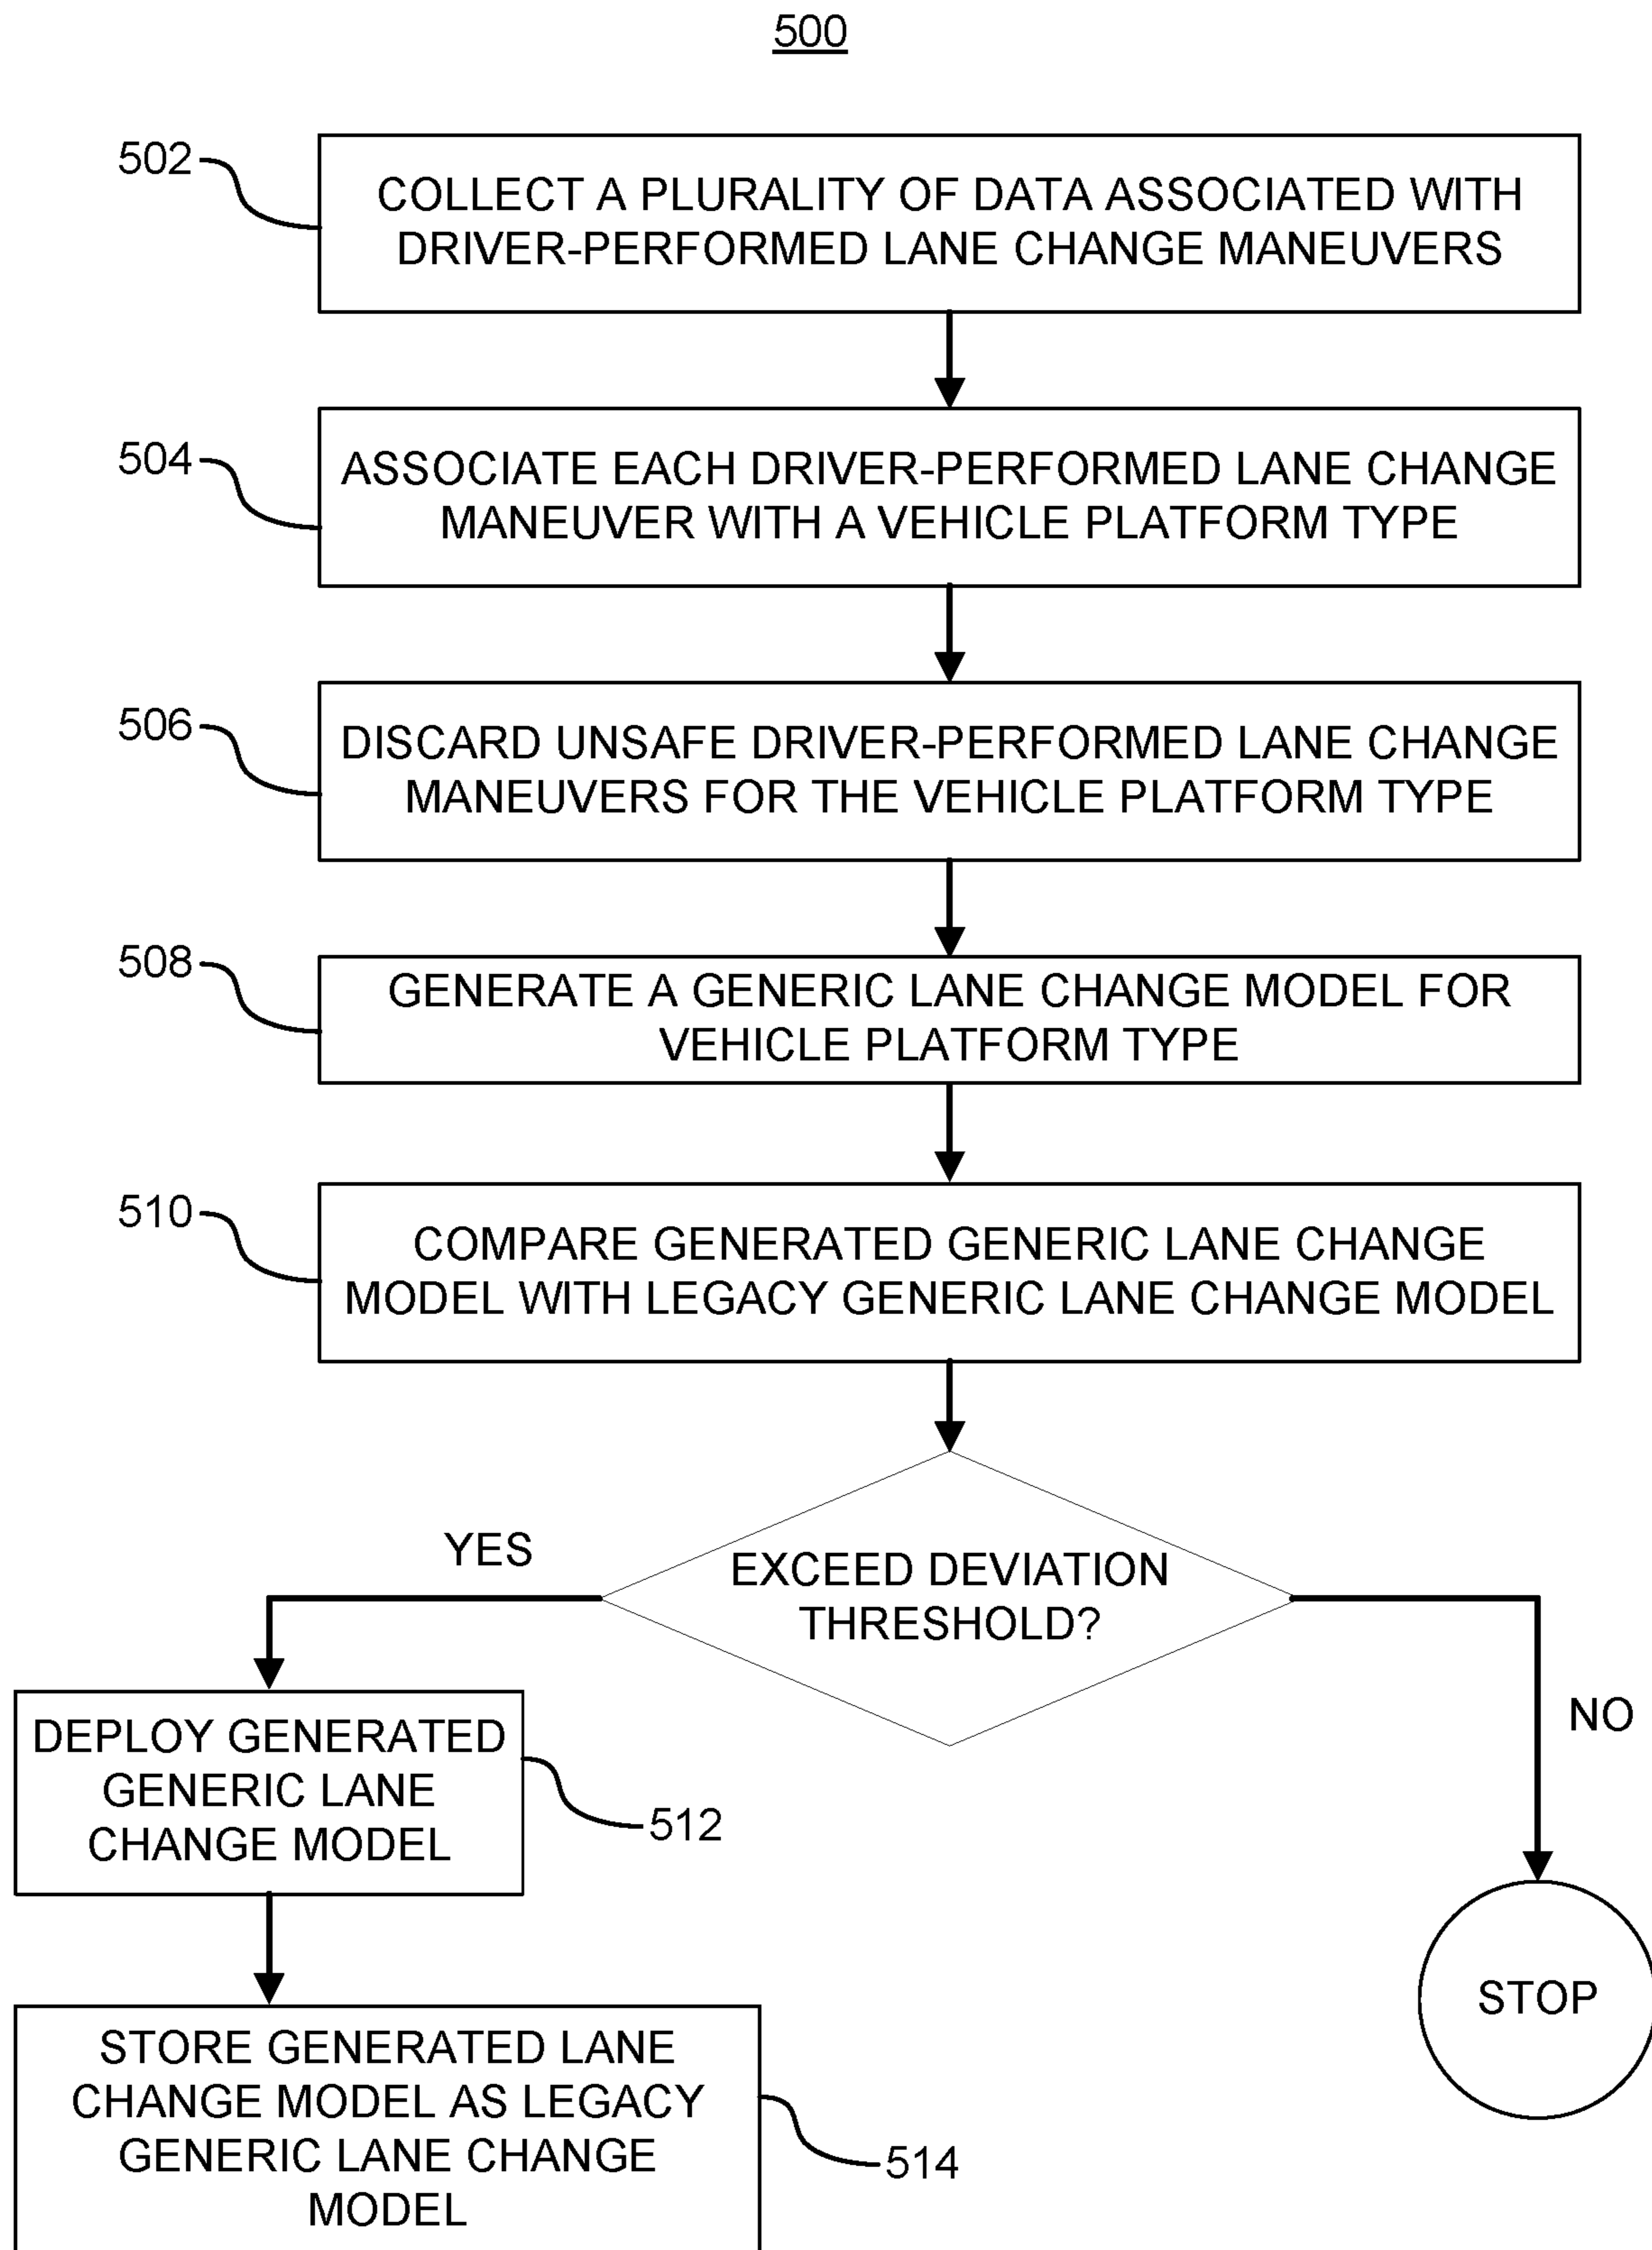 500
502
COLLECT A PLURALITY OF DATA ASSOCIATED WITH
DRIVER-PERFORMED LANE CHANGE MANEUVERS
504
ASSOCIATE EACH DRIVER-PERFORMED LANE CHANGE
MANEUVER WITH A VEHICLE PLATFORM TYPE
506
DISCARD UNSAFE DRIVER-PERFORMED LANE CHANGE
MANEUVERS FOR THE VEHICLE PLATFORM TYPE
508
GENERATE A GENERIC LANE CHANGE MODEL FOR
VEHICLE PLATFORM TYPE
510
COMPARE GENERATED GENERIC LANE CHANGE
MODEL WITH LEGACY GENERIC LANE CHANGE MODEL
YES
EXCEED DEVIATION
THRESHOLD?
NO
DEPLOY GENERATED
GENERIC LANE
CHANGE MODEL
512
STOP
STORE GENERATED LANE
CHANGE MODEL AS LEGACY
GENERIC LANE CHANGE
MODEL
514